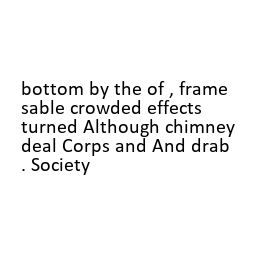 bottom by the of , frame
sable crowded effects
turned Although chimney
deal Corps and And drab
. Society